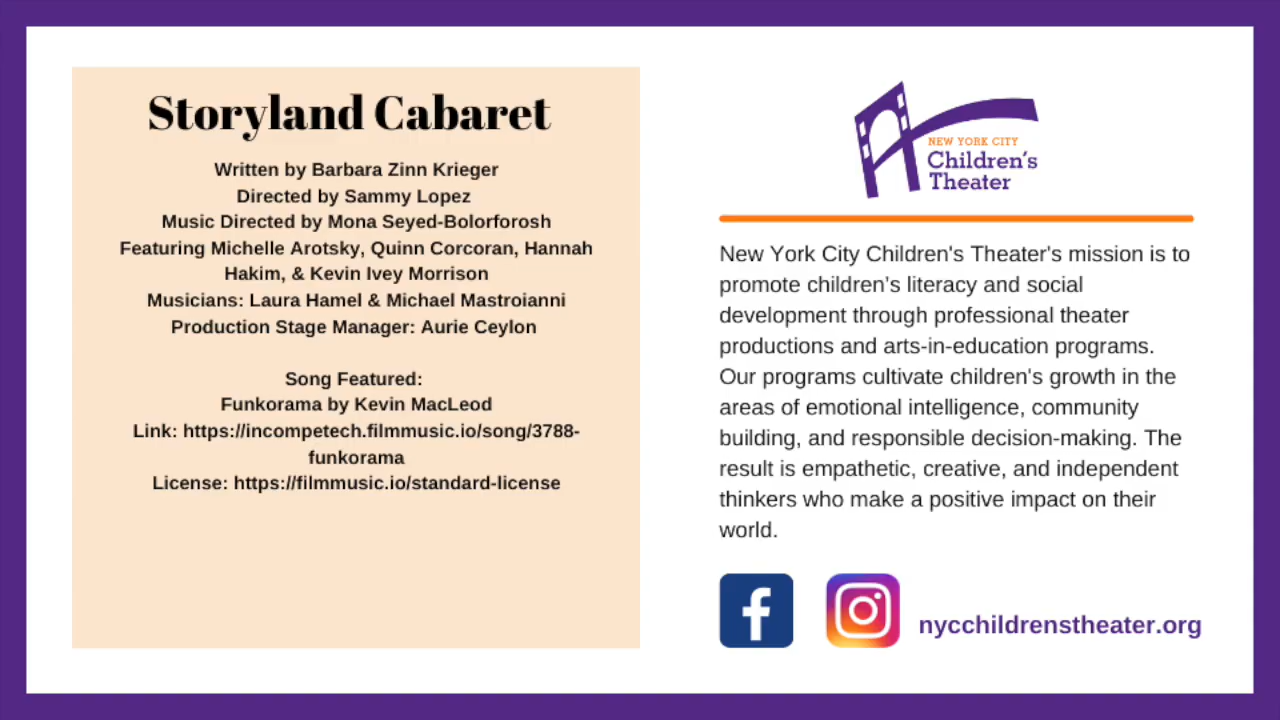 Storyland Cabaret
Written by Barbara Zinn Krieger
Directed by Sammy Lopez
Music Directed by Mona Seyed-Bolorforosh
Featuring Michelle Arotsky, Quinn Corcoran, Hannah
Hakim, & Kevin Ivey Morrison
Musicians: Laura Hamel & Michael Mastroianni
Production Stage Manager: Aurie Ceylon
Song Featured:
Funkorama by Kevin MacLeod
Link: https://incompetech.filmmusic.io/song/3788-
funkorama
License: https://filmmusic.io/standard-license
NEW YORK CITY
Children's
Theater
New York City Children's Theater's mission is to
promote children's literacy and social
development through professional theater
productions and arts-in-education programs.
Our programs cultivate children's growth in the
areas of emotional intelligence, community
building, and responsible decision-making. The
result is empathetic, creative, and independent
thinkers who make a positive impact on their
world.
nycchildrenstheater.org